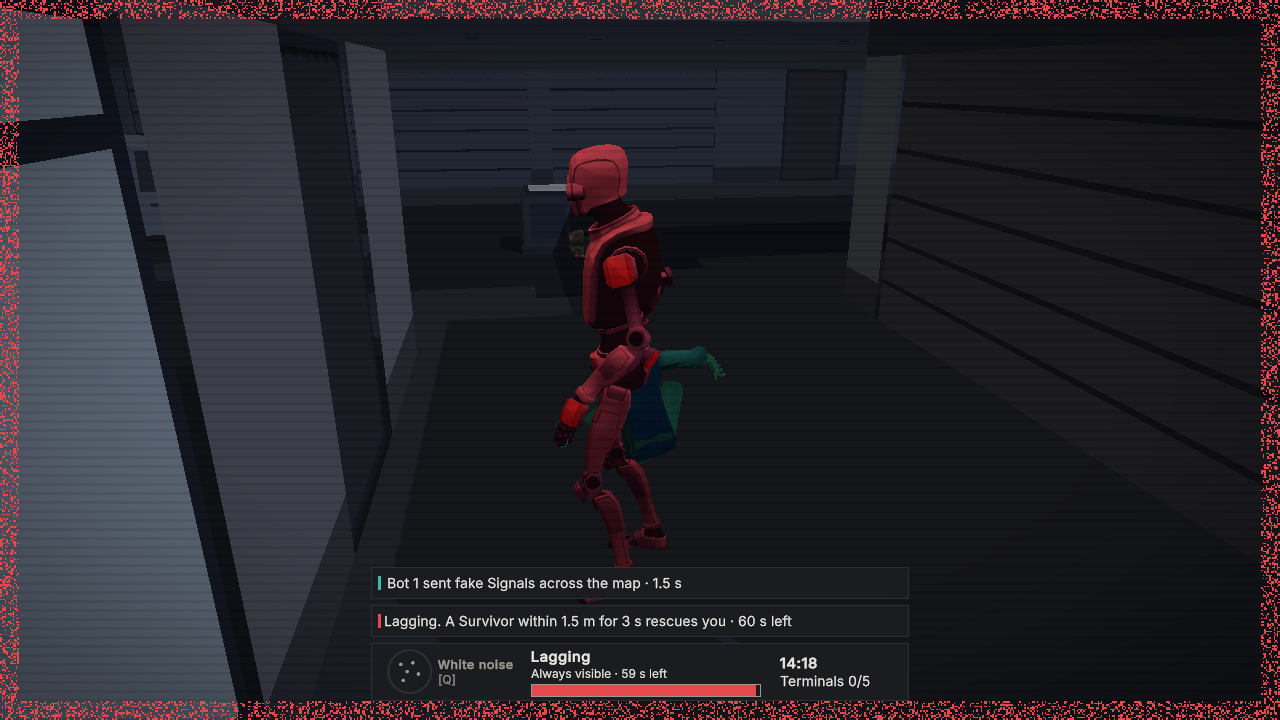 Bot 1 sent fake Signals across the map · 1.5 s
Lagging. A Survivor within 1.5 m for 3 s rescues you · 60 s left
White noise
[Q]
Lagging
Always visible · 59 s left
14:18
Terminals 0/5